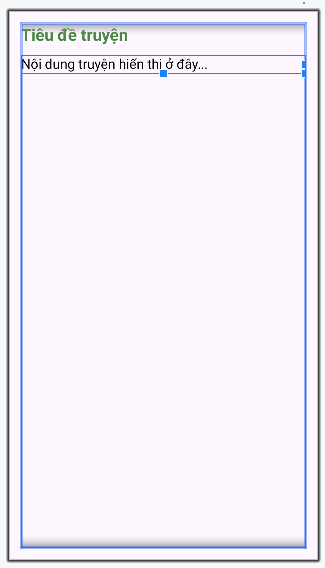 Tiêu đề truyện
Nội dung truyện hiển thị ở đây...